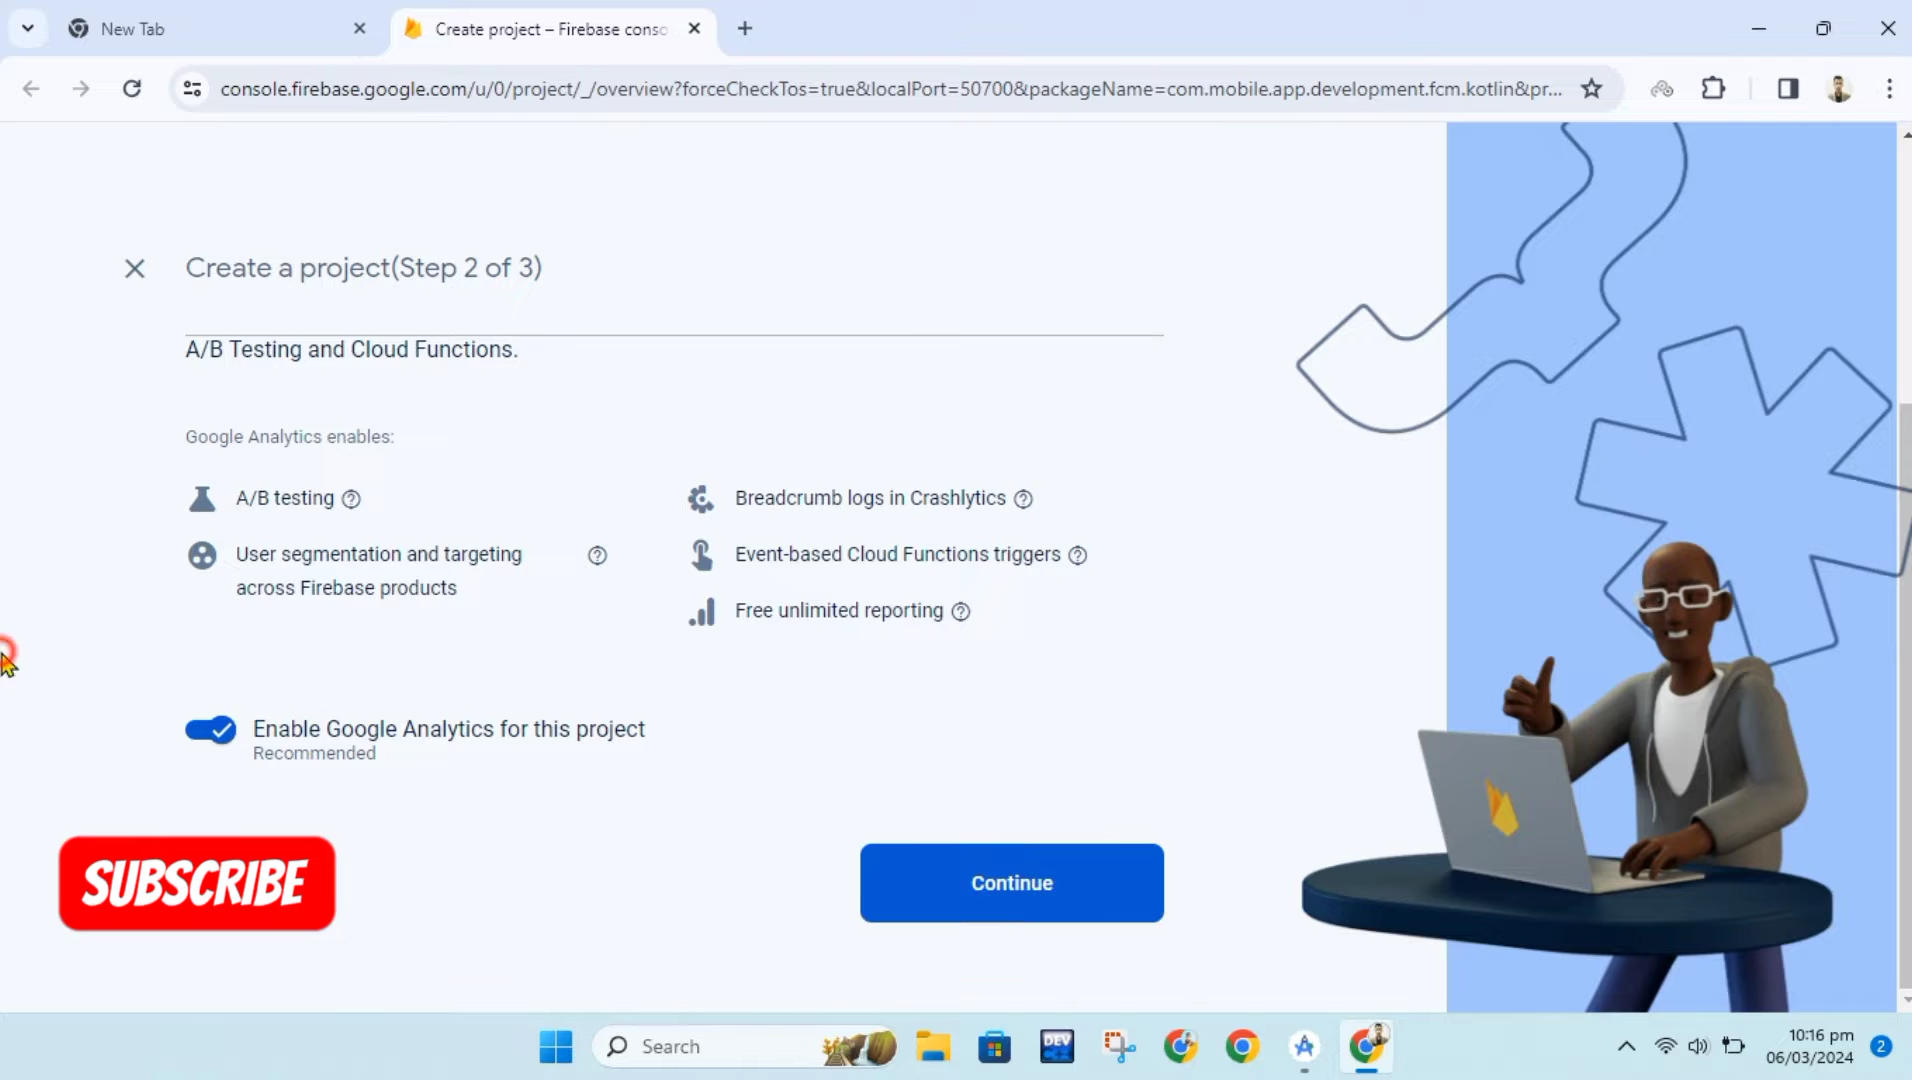 New Tab
Create project – Firebase conso
console.firebase.google.com/u/0/project/_/overview?forceCheckTos=true&localPort=50700&packageName=com.mobile.app.development.fcm.kotlin&pr...
Create a project(Step 2 of 3)
A/B Testing and Cloud Functions.
Google Analytics enables:
A/B testing
Breadcrumb logs in Crashlytics
User segmentation and targeting
across Firebase products
Event-based Cloud Functions triggers
Free unlimited reporting
Enable Google Analytics for this project
Recommended
SUBSCRIBE
Continue
Search
DEV
C++
10:16 pm
06/03/2024
2